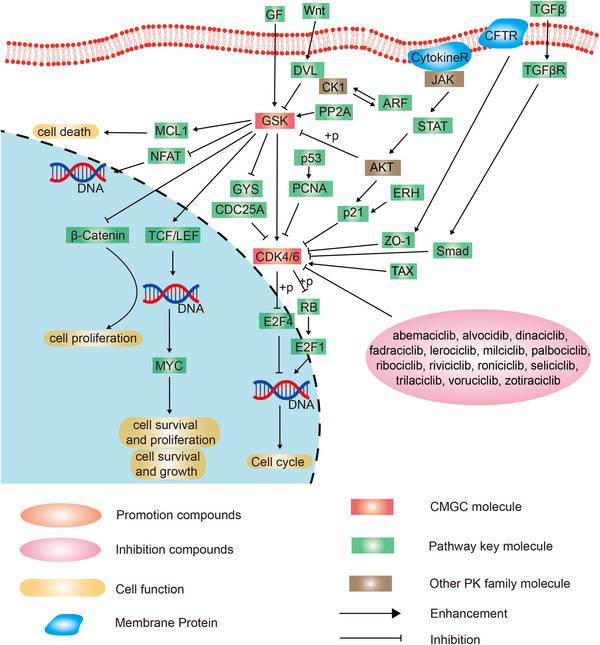 GF
Wnt
TGFβ
CFTR
CytokineR
DVL
JAK
TGFβR
CK1
ARF
PP2A
STAT
cell death
MCL1
GSK
+p
NFAT
p53
AKT
DNA
GYS
PCNA
ERH
CDC25A
p21
β-Catenin
TCF/LEF
ZO-1
CDK4/6
Smad
TAX
+p
+p
DNA
RB
E2F4
abemaciclib, alvocidib, dinaciclib,
fadraciclib, lerociclib, milciclib, palbociclib,
ribociclib, riviciclib, roniciclib, seliciclib,
trilaciclib, voruciclib, zotiraciclib
cell proliferation
E2F1
MYC
DNA
cell survival
and proliferation
cell survival
and growth
Cell cycle
Promotion compounds
CMGC molecule
Inhibition compounds
Pathway key molecule
Cell function
Other PK family molecule
Membrane Protein
Enhancement
Inhibition